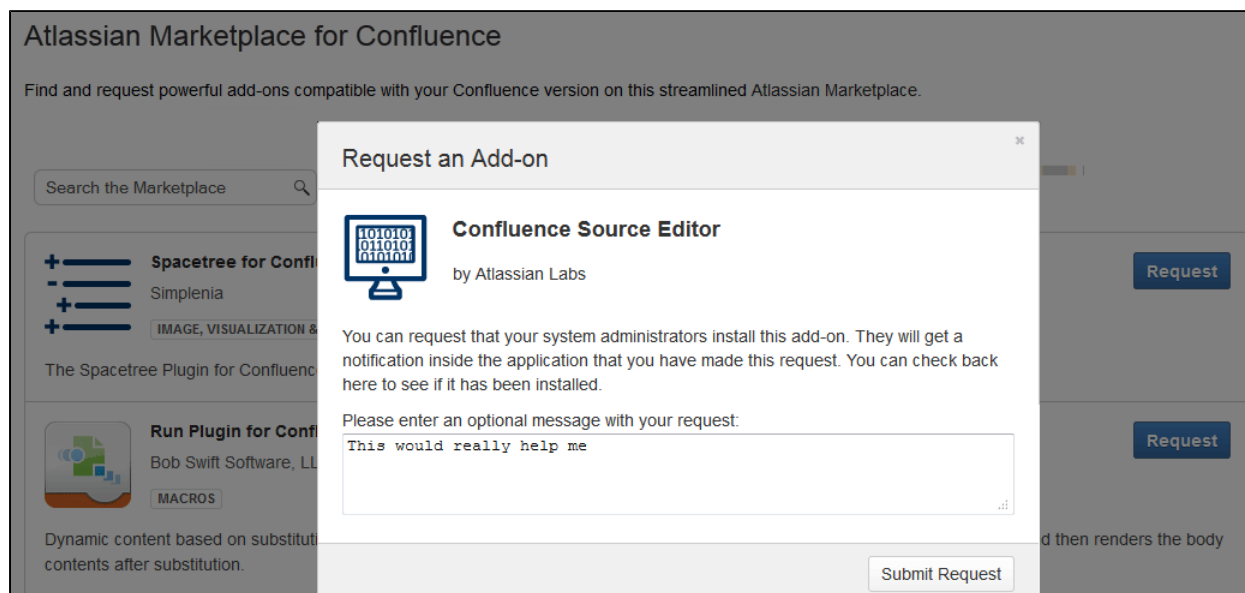 Atlassian Marketplace for Confluence
Find and request powerful add-ons compatible with your Confluence version on this streamlined Atlassian Marketplace.
Search the Marketplace
Request an Add-on
Confluence Source Editor
by Atlassian Labs
You can request that your system administrators install this add-on. They will get a
notification inside the application that you have made this request. You can check back
here to see if it has been installed.
Please enter an optional message with your request:
This would really help me
Submit Request
Spacetree for Confl
Simplenia
IMAGE, VISUALIZATION &
The Spacetree Plugin for Confluenc
Request
Run Plugin for Confl
Bob Swift Software, LL
MACROS
Request
Dynamic content based on substituti
d then renders the body
contents after substitution.
1010101
0110101
0101010